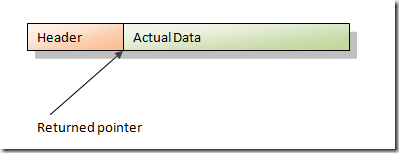 Header
Actual Data
Returned pointer